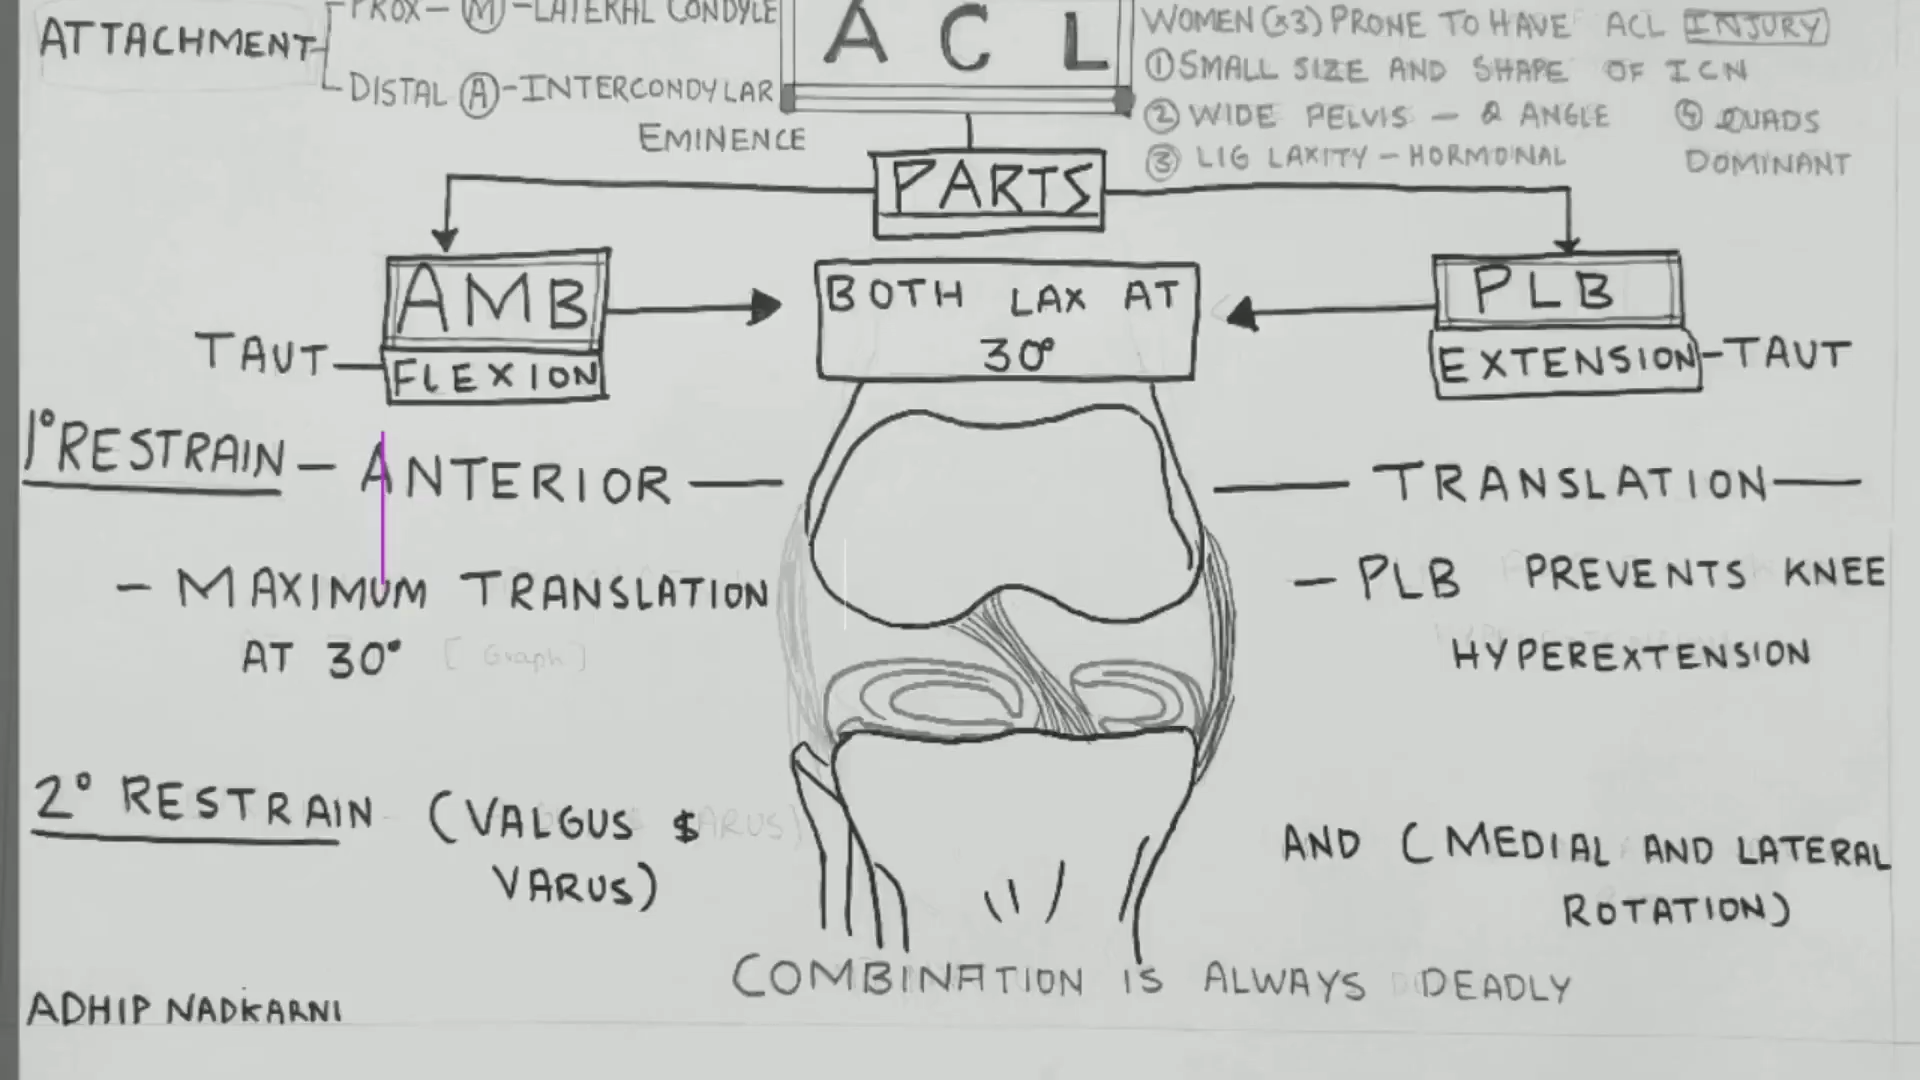 PROX- (M) -LATERAL CONDYLE
ATTACHMENT
DISTAL (A)-INTERCONDYLAR
EMINENCE
ACL
WOMEN (x3) PRONE TO HAVE ACL INJURY
① SMALL SIZE AND SHAPE OF ICN
② WIDE PELVIS - Q ANGLE
④ QUADS
DOMINANT
③ LIG LAXITY - HORMONAL
PARTS
AMB
BOTH LAX AT
30°
PLB
TAUT-
FLEXION
EXTENSION-TAUT
1° RESTRAIN - ANTERIOR —
— TRANSLATION —
- MAXIMUM TRANSLATION
AT 30° [Graph]
- PLB PREVENTS KNEE
HYPEREXTENSION
2° RESTRAIN (VALGUS $
VARUS)
AND (MEDIAL AND LATERAL
ROTATION)
COMBINATION IS ALWAYS DEADLY
ADHIP NADKARNI